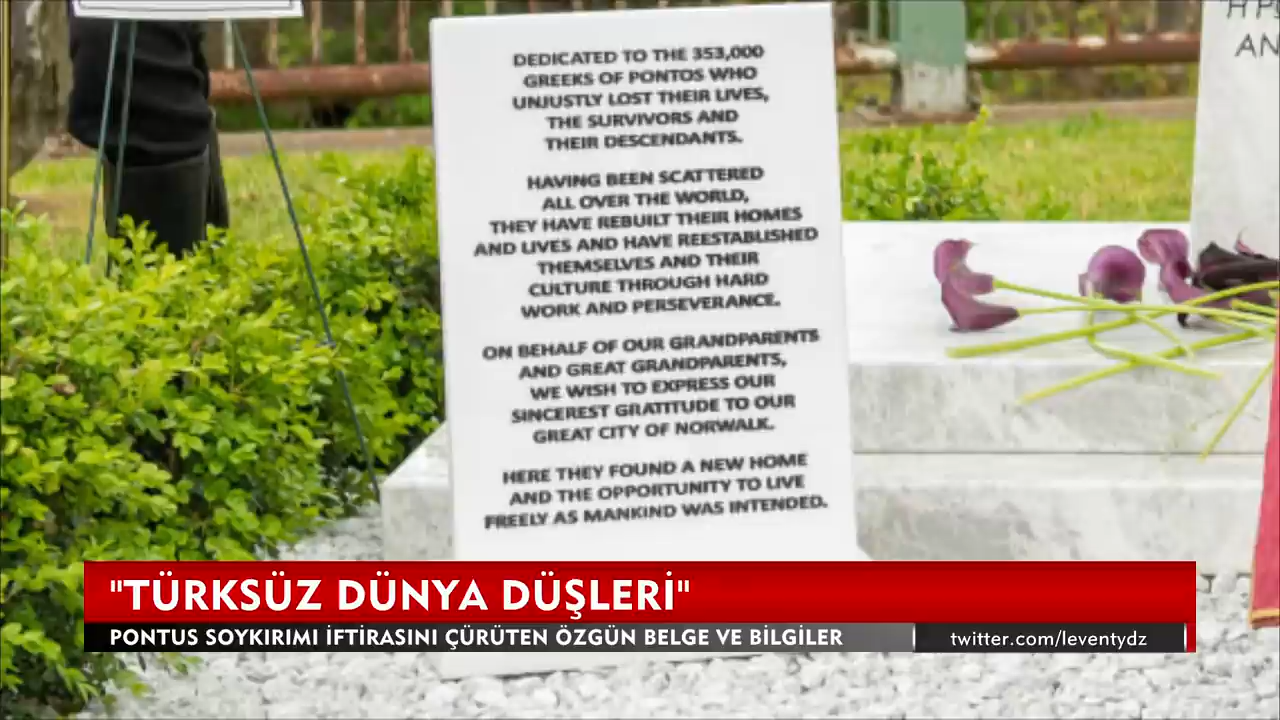 DEDICATED TO THE 353,000
GREEKS OF PONTOS WHO
UNJUSTLY LOST THEIR LIVES,
THE SURVIVORS AND
THEIR DESCENDANTS.
HAVING BEEN SCATTERED
ALL OVER THE WORLD,
THEY HAVE REBUILT THEIR HOMES
AND LIVES AND HAVE REESTABLISHED
THEMSELVES AND THEIR
CULTURE THROUGH HARD
WORK AND PERSEVERANCE.
ON BEHALF OF OUR GRANDPARENTS
AND GREAT GRANDPARENTS,
WE WISH TO EXPRESS OUR
SINCEREST GRATITUDE TO OUR
GREAT CITY OF NORWALK.
HERE THEY FOUND A NEW HOME
AND THE OPPORTUNITY TO LIVE
FREELY AS MANKIND WAS INTENDED.
"TÜRKSÜZ DÜNYA DÜŞLERİ"
PONTUS SOYKIRIMI İFTİRASINI ÇÜRÜTEN ÖZGÜN BELGE VE BİLGİLER
twitter.com/leventydz